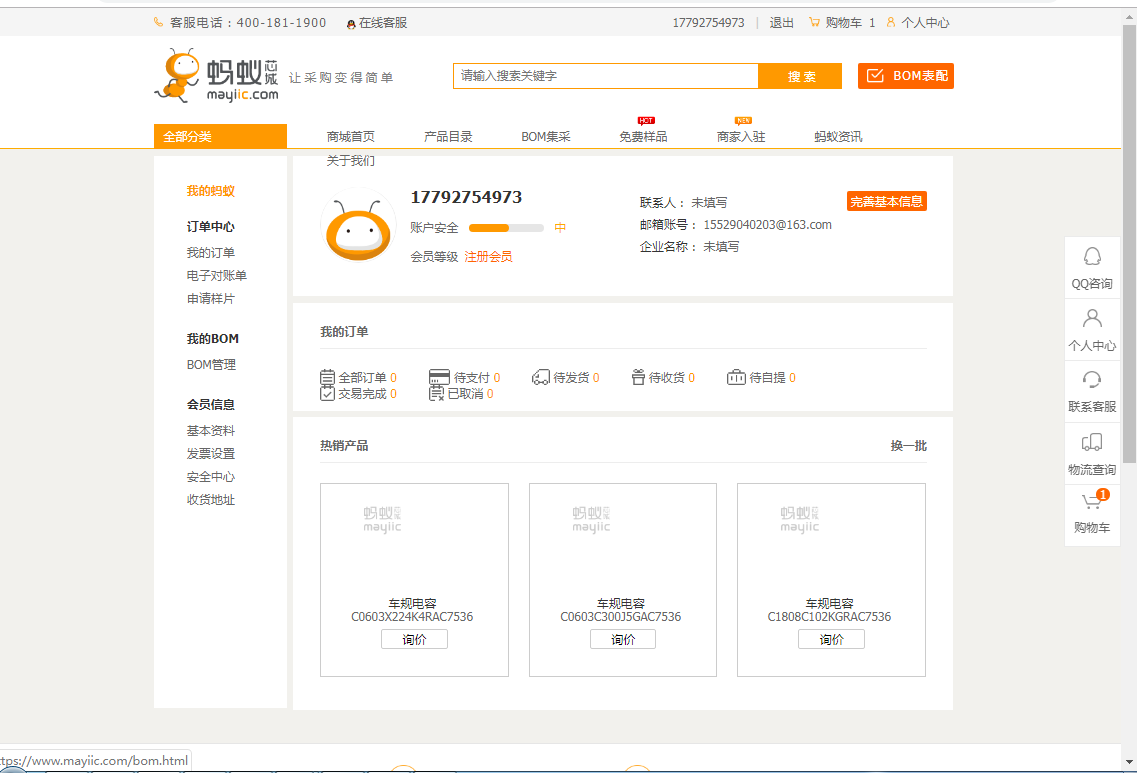 客服电话：400-181-1900 在线客服 17792754973 | 退出 购物车 1 个人中心
蚂蚁芯城
mayiic.com
让采购变得简单
请输入搜索关键字 搜 索 BOM表配
HOT NEW
全部分类 商城首页 产品目录 BOM集采 免费样品 商家入驻 蚂蚁资讯
关于我们
我的蚂蚁
订单中心
我的订单
电子对账单
申请样片
我的BOM
BOM管理
会员信息
基本资料
发票设置
安全中心
收货地址
17792754973
账户安全 中
会员等级 注册会员
联系人： 未填写
邮箱账号： 15529040203@163.com
企业名称： 未填写
完善基本信息
我的订单
全部订单 0 待支付 0 待发货 0 待收货 0 待自提 0
交易完成 0 已取消 0
热销产品 换一批
蚂蚁芯城 蚂蚁芯城 蚂蚁芯城
mayiic mayiic mayiic
车规电容 车规电容 车规电容
C0603X224K4RAC7536 C0603C300J5GAC7536 C1808C102KGRAC7536
询价 询价 询价
QQ咨询
个人中心
联系客服
物流查询
1
购物车
ttps://www.mayiic.com/bom.html